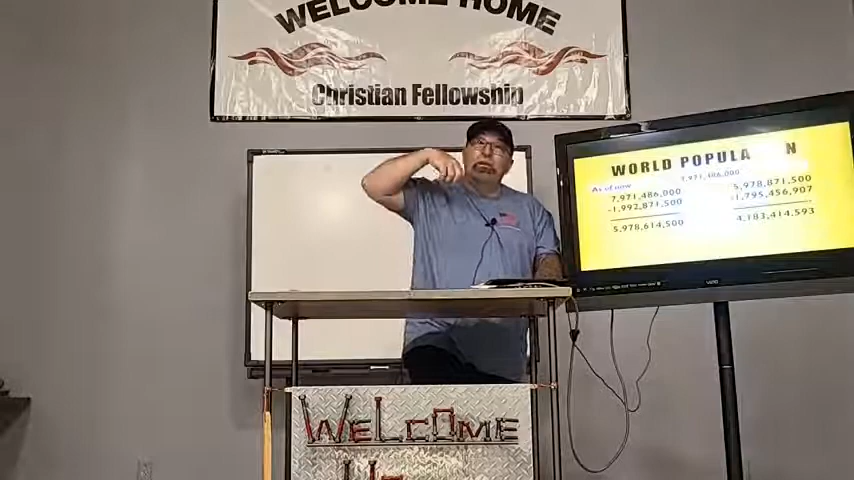 WELCOME HOME
Christian Fellowship
WORLD POPULA N
7,971,486,000
As of now
7,971,486,000
-1,992,871,500
5,978,614,500
5,978,871,500
4,183,414,593
VIZIO
WELCOME